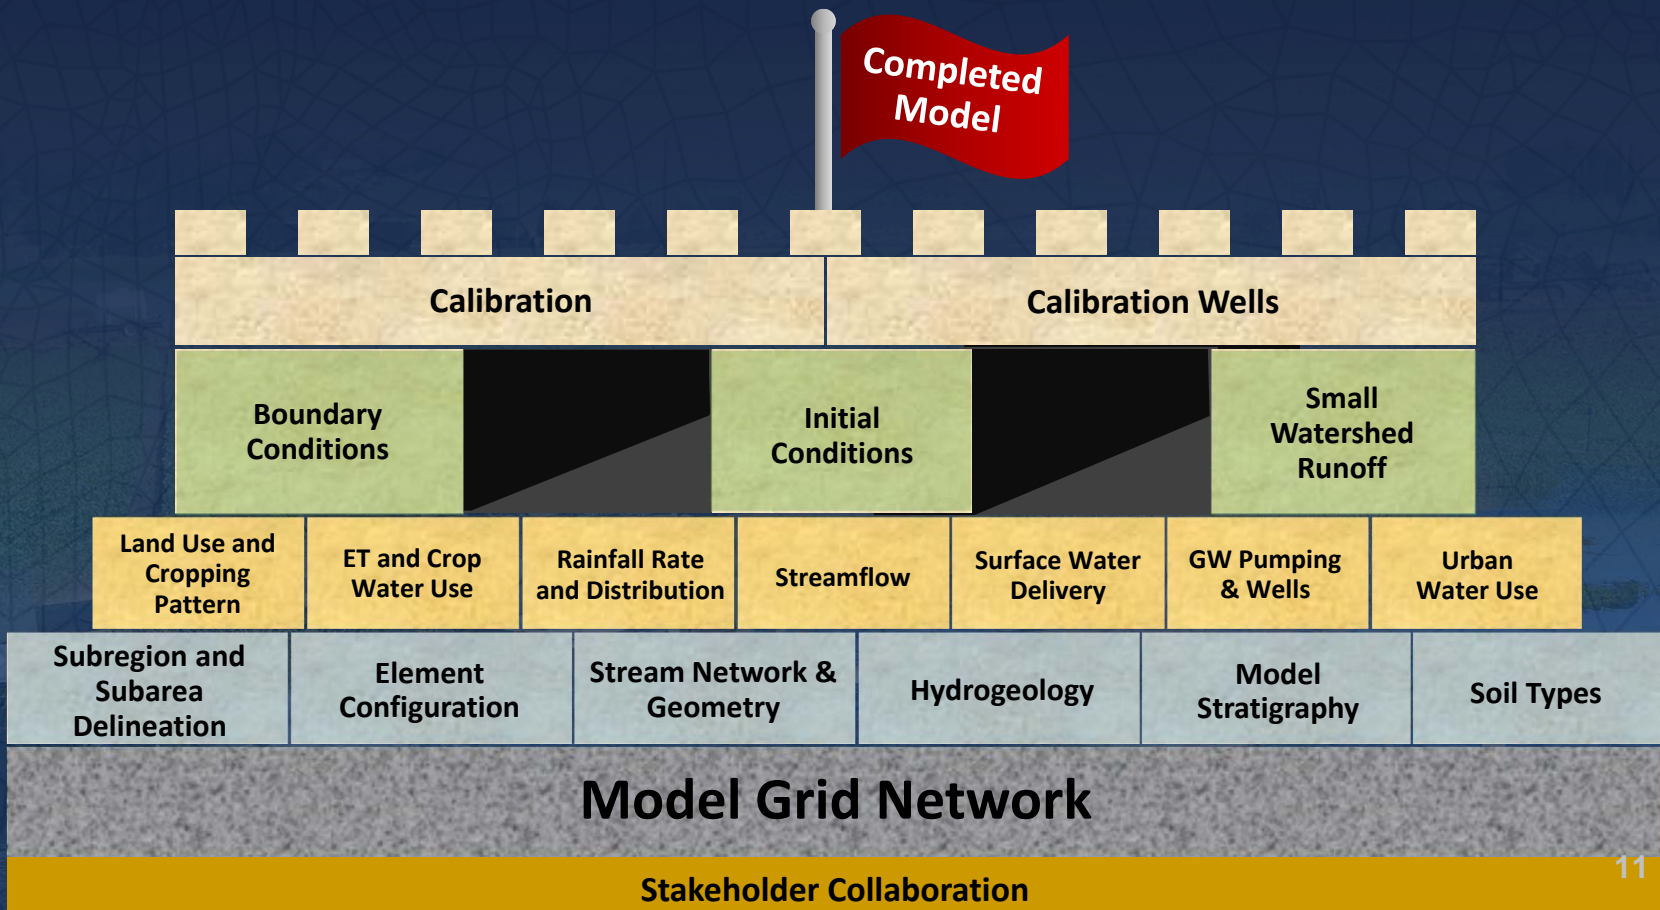 Completed
Model
Calibration
Calibration Wells
Boundary
Conditions
Initial
Conditions
Small
Watershed
Runoff
Land Use and
Cropping
Pattern
ET and Crop
Water Use
Rainfall Rate
and Distribution
Streamflow
Surface Water
Delivery
GW Pumping
& Wells
Urban
Water Use
Subregion and
Subarea
Delineation
Element
Configuration
Stream Network &
Geometry
Hydrogeology
Model
Stratigraphy
Soil Types
Model Grid Network
Stakeholder Collaboration
11